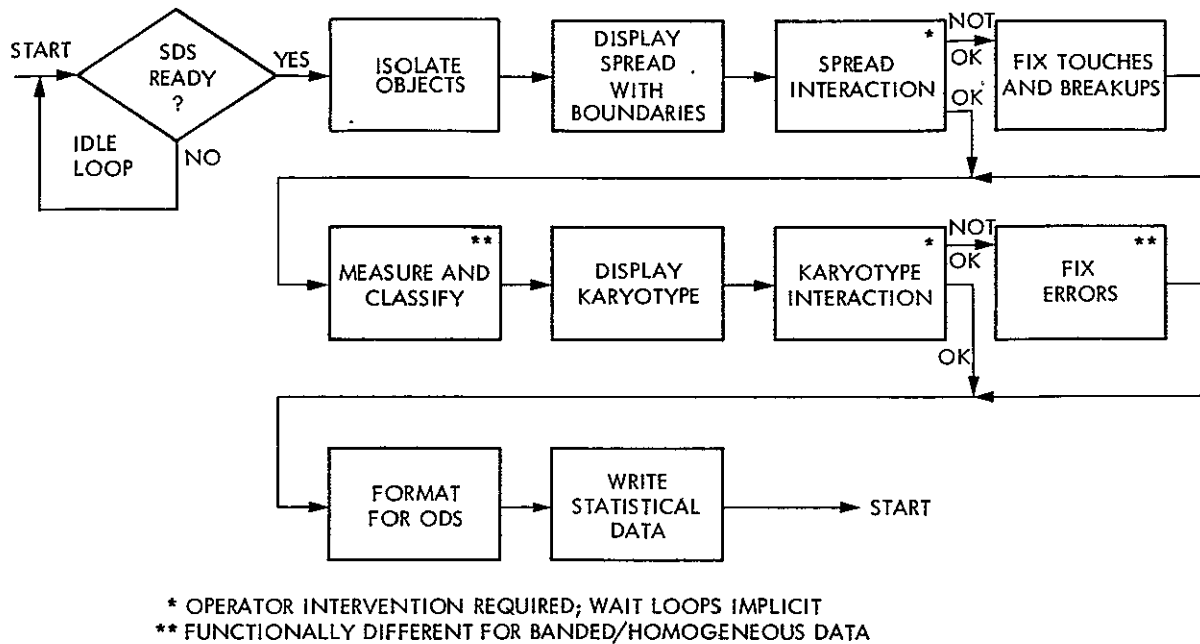 START
SDS
READY
?
YES
NO
IDLE
LOOP
ISOLATE
OBJECTS
DISPLAY
SPREAD
WITH
BOUNDARIES
*
SPREAD
INTERACTION
NOT
OK
OK
FIX TOUCHES
AND BREAKUPS
**
MEASURE AND
CLASSIFY
DISPLAY
KARYOTYPE
*
KARYOTYPE
INTERACTION
NOT
OK
OK
**
FIX
ERRORS
FORMAT
FOR ODS
WRITE
STATISTICAL
DATA
START
* OPERATOR INTERVENTION REQUIRED; WAIT LOOPS IMPLICIT
** FUNCTIONALLY DIFFERENT FOR BANDED/HOMOGENEOUS DATA